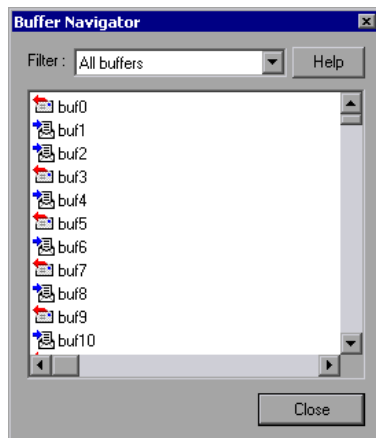 Buffer Navigator
Filter : All buffers Help
buf0
buf1
buf2
buf3
buf4
buf5
buf6
buf7
buf8
buf9
buf10
Close